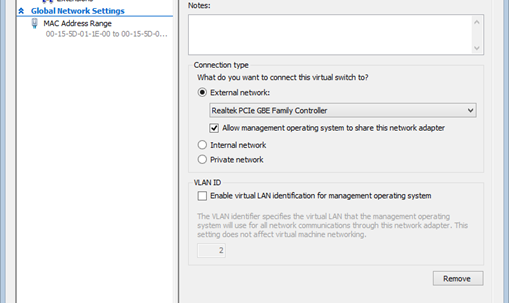 Extensions
Global Network Settings
MAC Address Range
00-15-5D-01-1E-00 to 00-15-5D-0...
Notes:
Connection type
What do you want to connect this virtual switch to?
External network:
Realtek PCIe GBE Family Controller
Allow management operating system to share this network adapter
Internal network
Private network
VLAN ID
Enable virtual LAN identification for management operating system
The VLAN identifier specifies the virtual LAN that the management operating
system will use for all network communications through this network adapter. This
setting does not affect virtual machine networking.
2
Remove